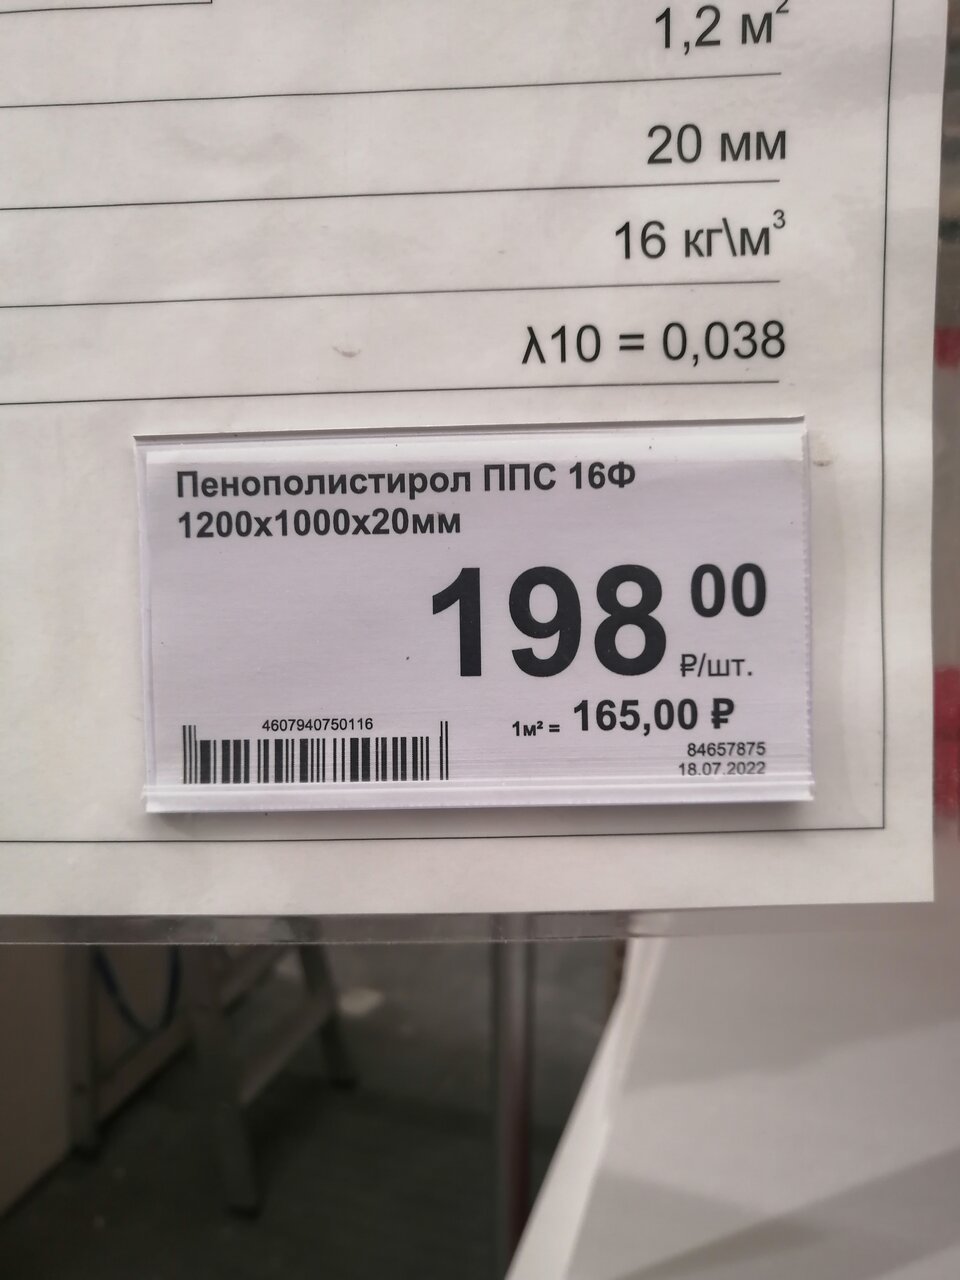 1,2 м²
20 мм
16 кг\м³
λ10 = 0,038
Пенополистирол ППС 16Ф
1200х1000х20мм
198 00
₽/шт.
4607940750116
1м² = 165,00 ₽
84657875
18.07.2022